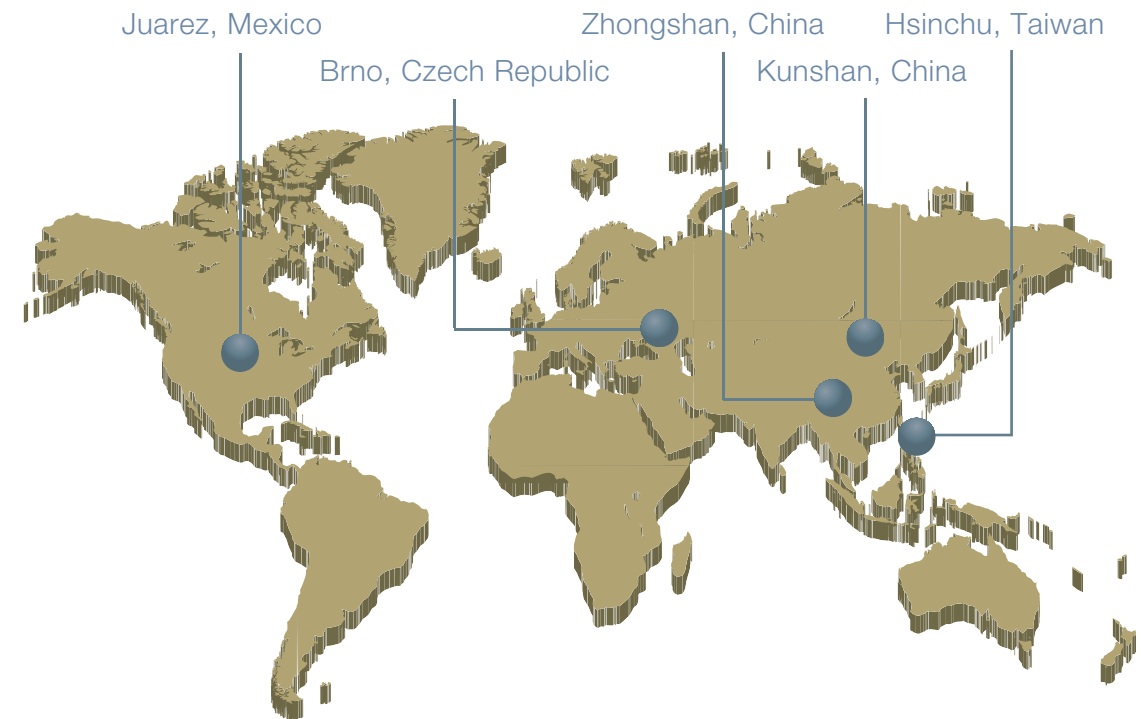 Juarez, Mexico
Zhongshan, China
Hsinchu, Taiwan
Brno, Czech Republic
Kunshan, China